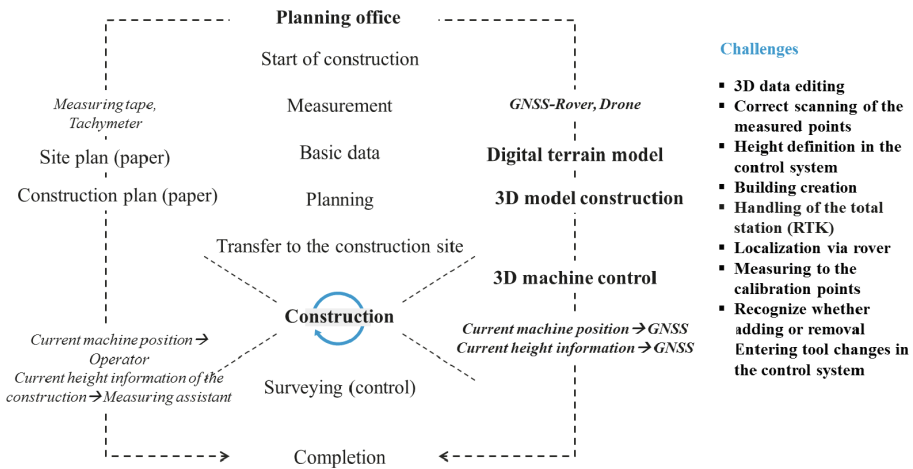 Planning office
Start of construction
Measuring tape,
Tachymeter
Measurement
GNSS-Rover, Drone
Site plan (paper)
Basic data
Digital terrain model
Construction plan (paper)
Planning
3D model construction
Transfer to the construction site
3D machine control
Construction
Current machine position→
Operator
Current height information of the
construction→Measuring assistant
Current machine position→GNSS
Current height information→GNSS
Surveying (control)
Completion
Challenges
▪ 3D data editing
▪ Correct scanning of the
measured points
▪ Height definition in the
control system
▪ Building creation
▪ Handling of the total
station (RTK)
▪ Localization via rover
▪ Measuring to the
calibration points
▪ Recognize whether
adding or removal
Entering tool changes in
the control system